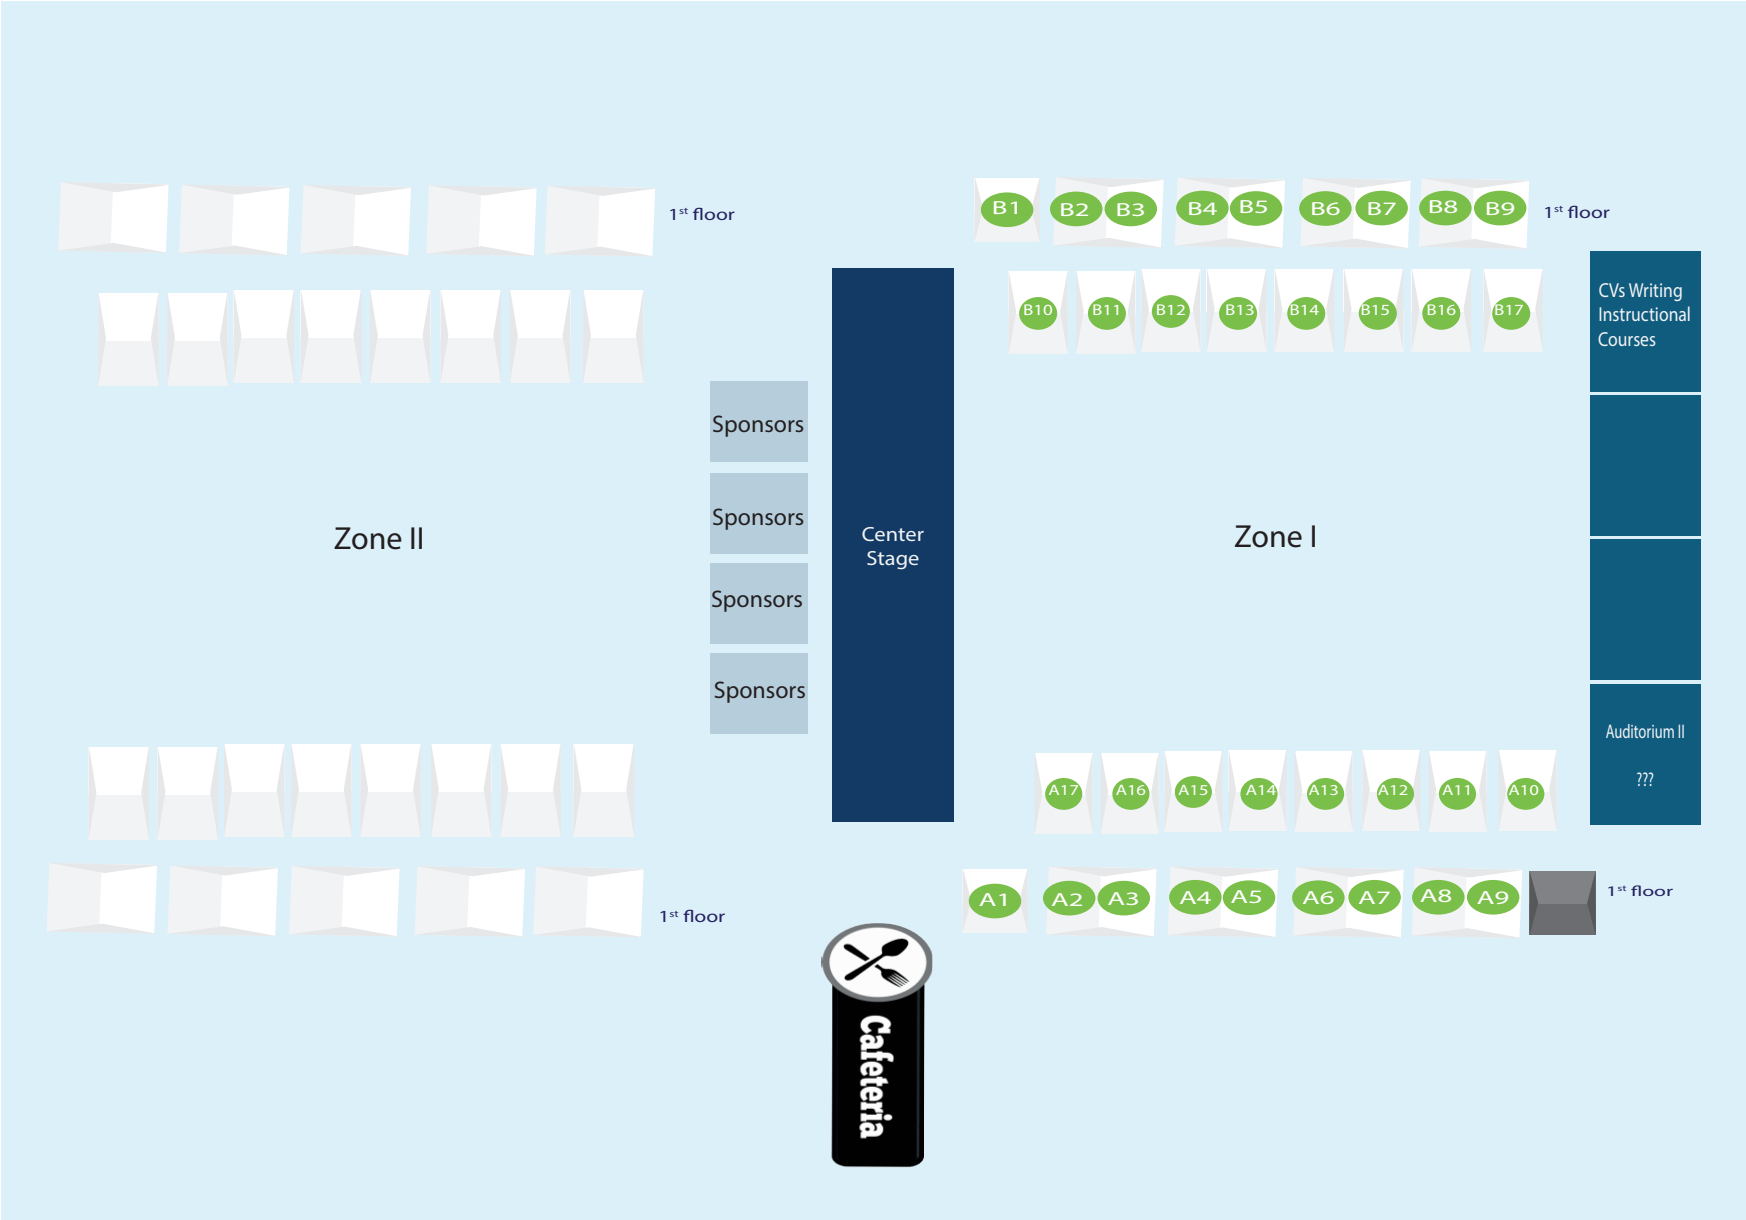 B1 B2 B3 B4 B5 B6 B7 B8 B9
1st floor
1st floor
B10 B11 B12 B13 B14 B15 B16 B17
CVs Writing
Instructional
Courses
Sponsors
Sponsors
Sponsors
Sponsors
Zone II
Center
Stage
Zone I
Auditorium II
???
A17 A16 A15 A14 A13 A12 A11 A10
A1 A2 A3 A4 A5 A6 A7 A8 A9
1st floor
1st floor
Cafeteria